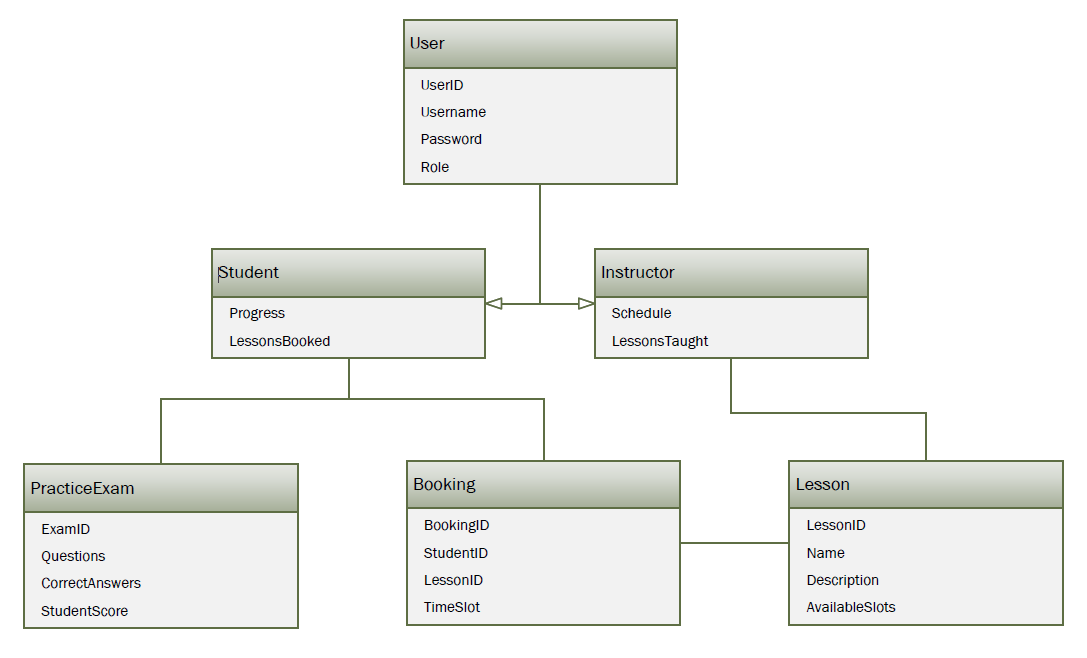 User
UserID
Username
Password
Role
Student
Progress
LessonsBooked
Instructor
Schedule
LessonsTaught
PracticeExam
ExamID
Questions
CorrectAnswers
StudentScore
Booking
BookingID
StudentID
LessonID
TimeSlot
Lesson
LessonID
Name
Description
AvailableSlots